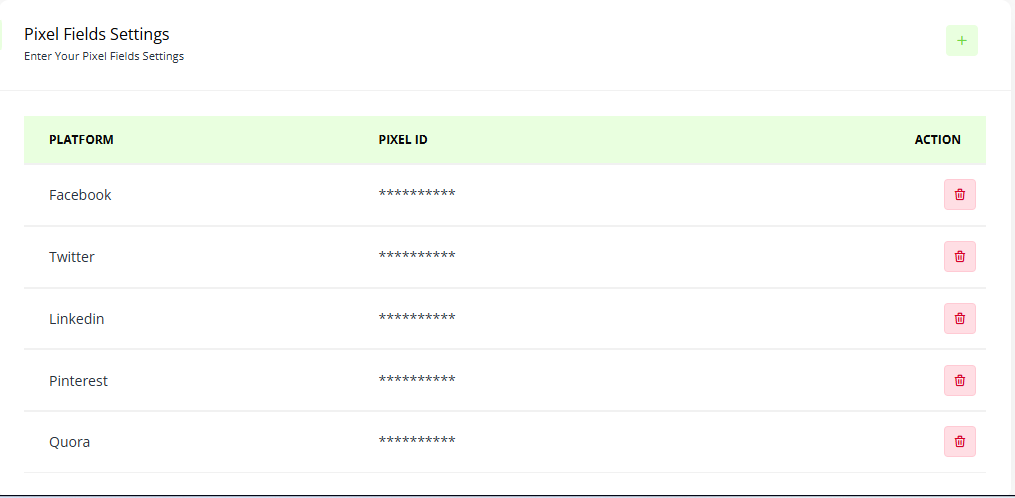 Pixel Fields Settings
Enter Your Pixel Fields Settings
+
PLATFORM PIXEL ID ACTION
Facebook **********
Twitter **********
Linkedin **********
Pinterest **********
Quora **********